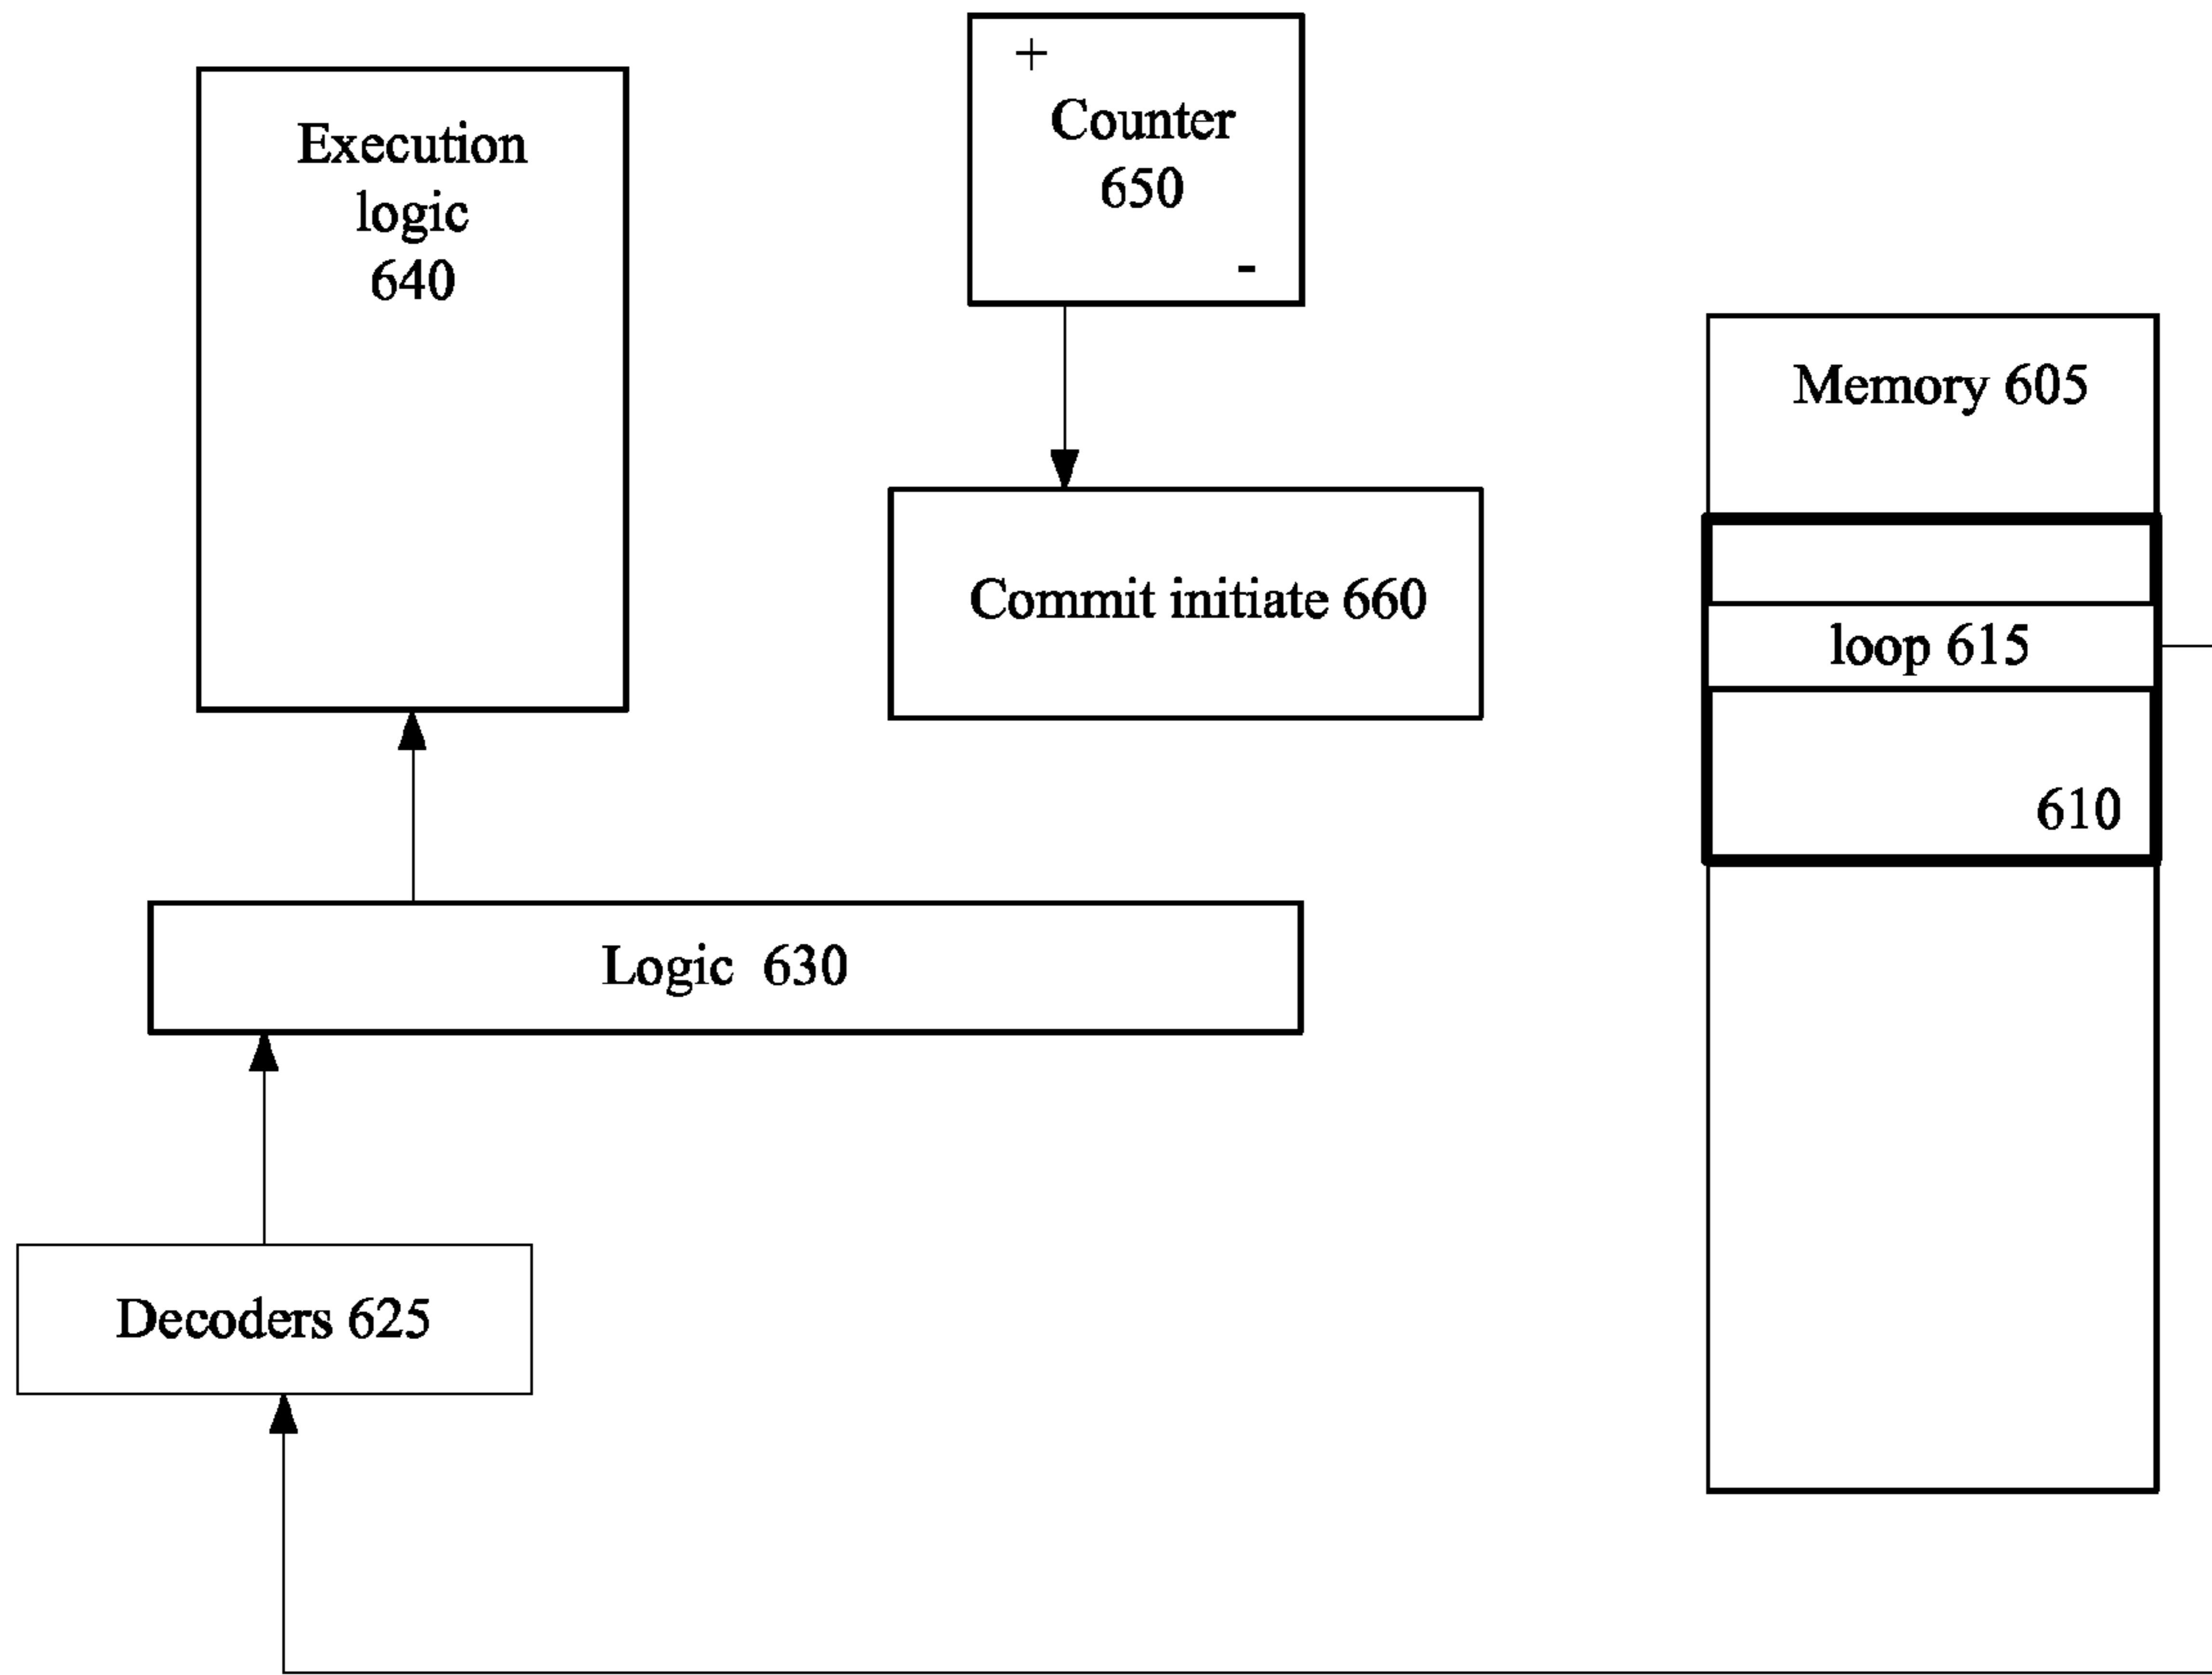 Execution
logic
640
+
Counter
650
-
Memory 605
Commit initiate 660
loop 615
610
Logic 630
Decoders 625